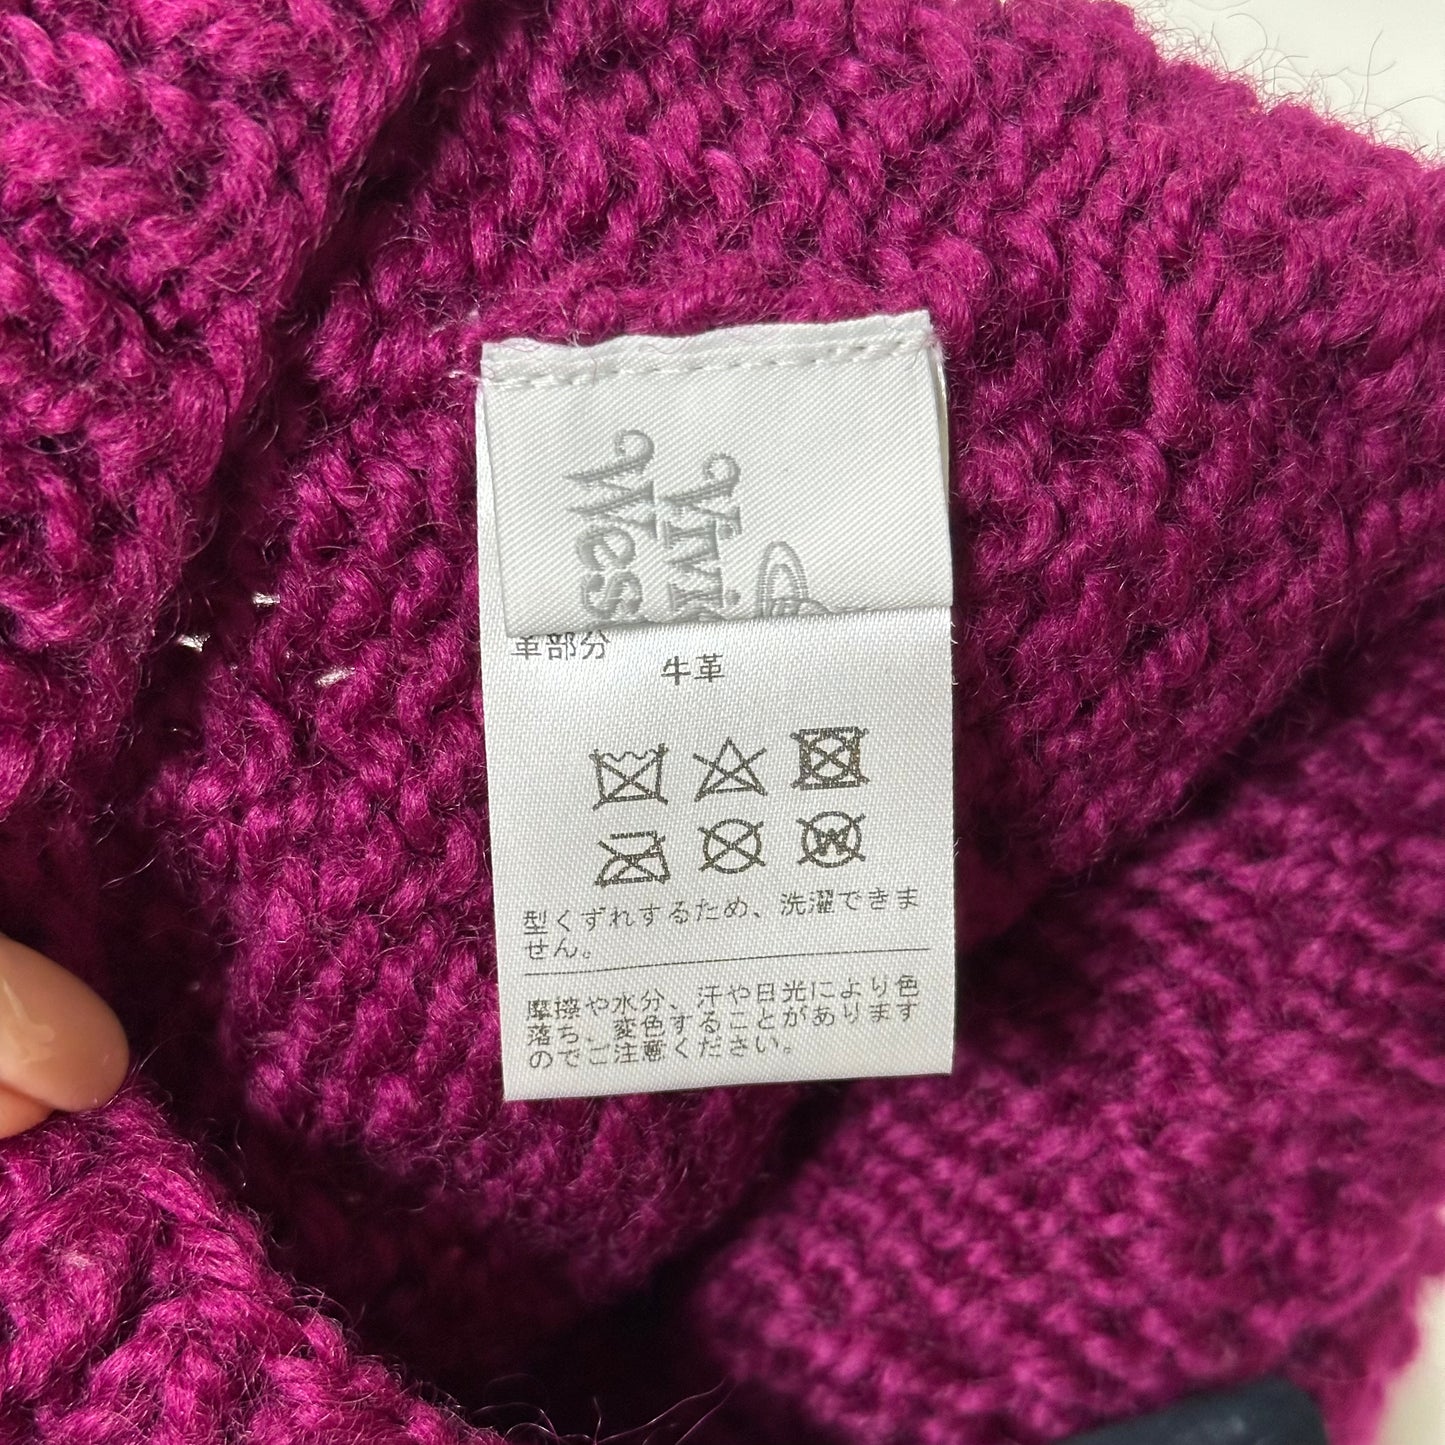 Vivi
Wes
革部分
牛革
W
型くずれするため、洗濯できま
せん。
摩擦や水分、汗や日光により色
落ち、変色することがあります
のでご注意ください。